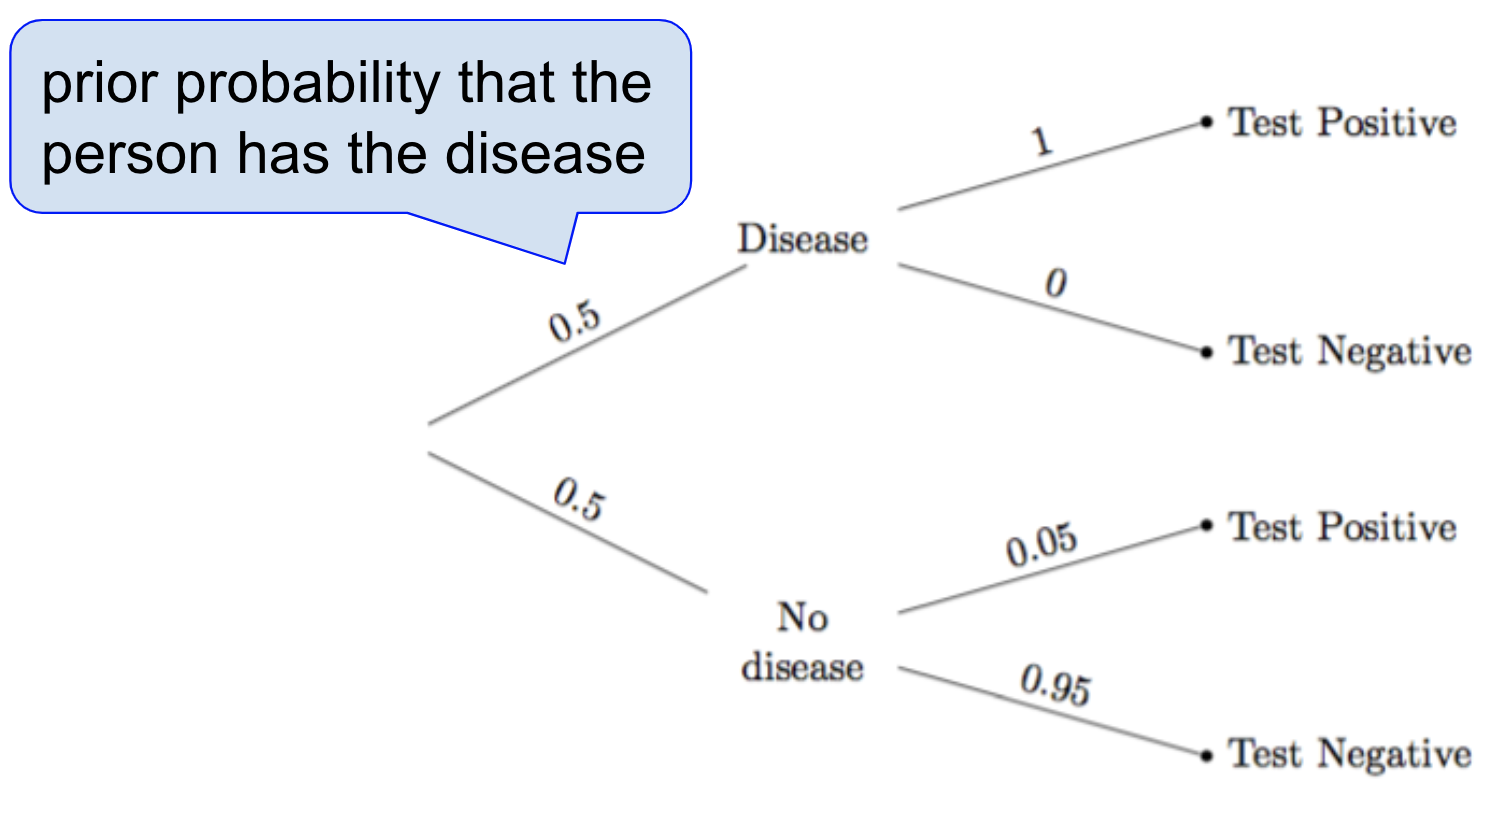 prior probability that the
person has the disease
1
Test Positive
Disease
0
Test Negative
0.5
0.5
0.05
Test Positive
No
disease
0.95
Test Negative